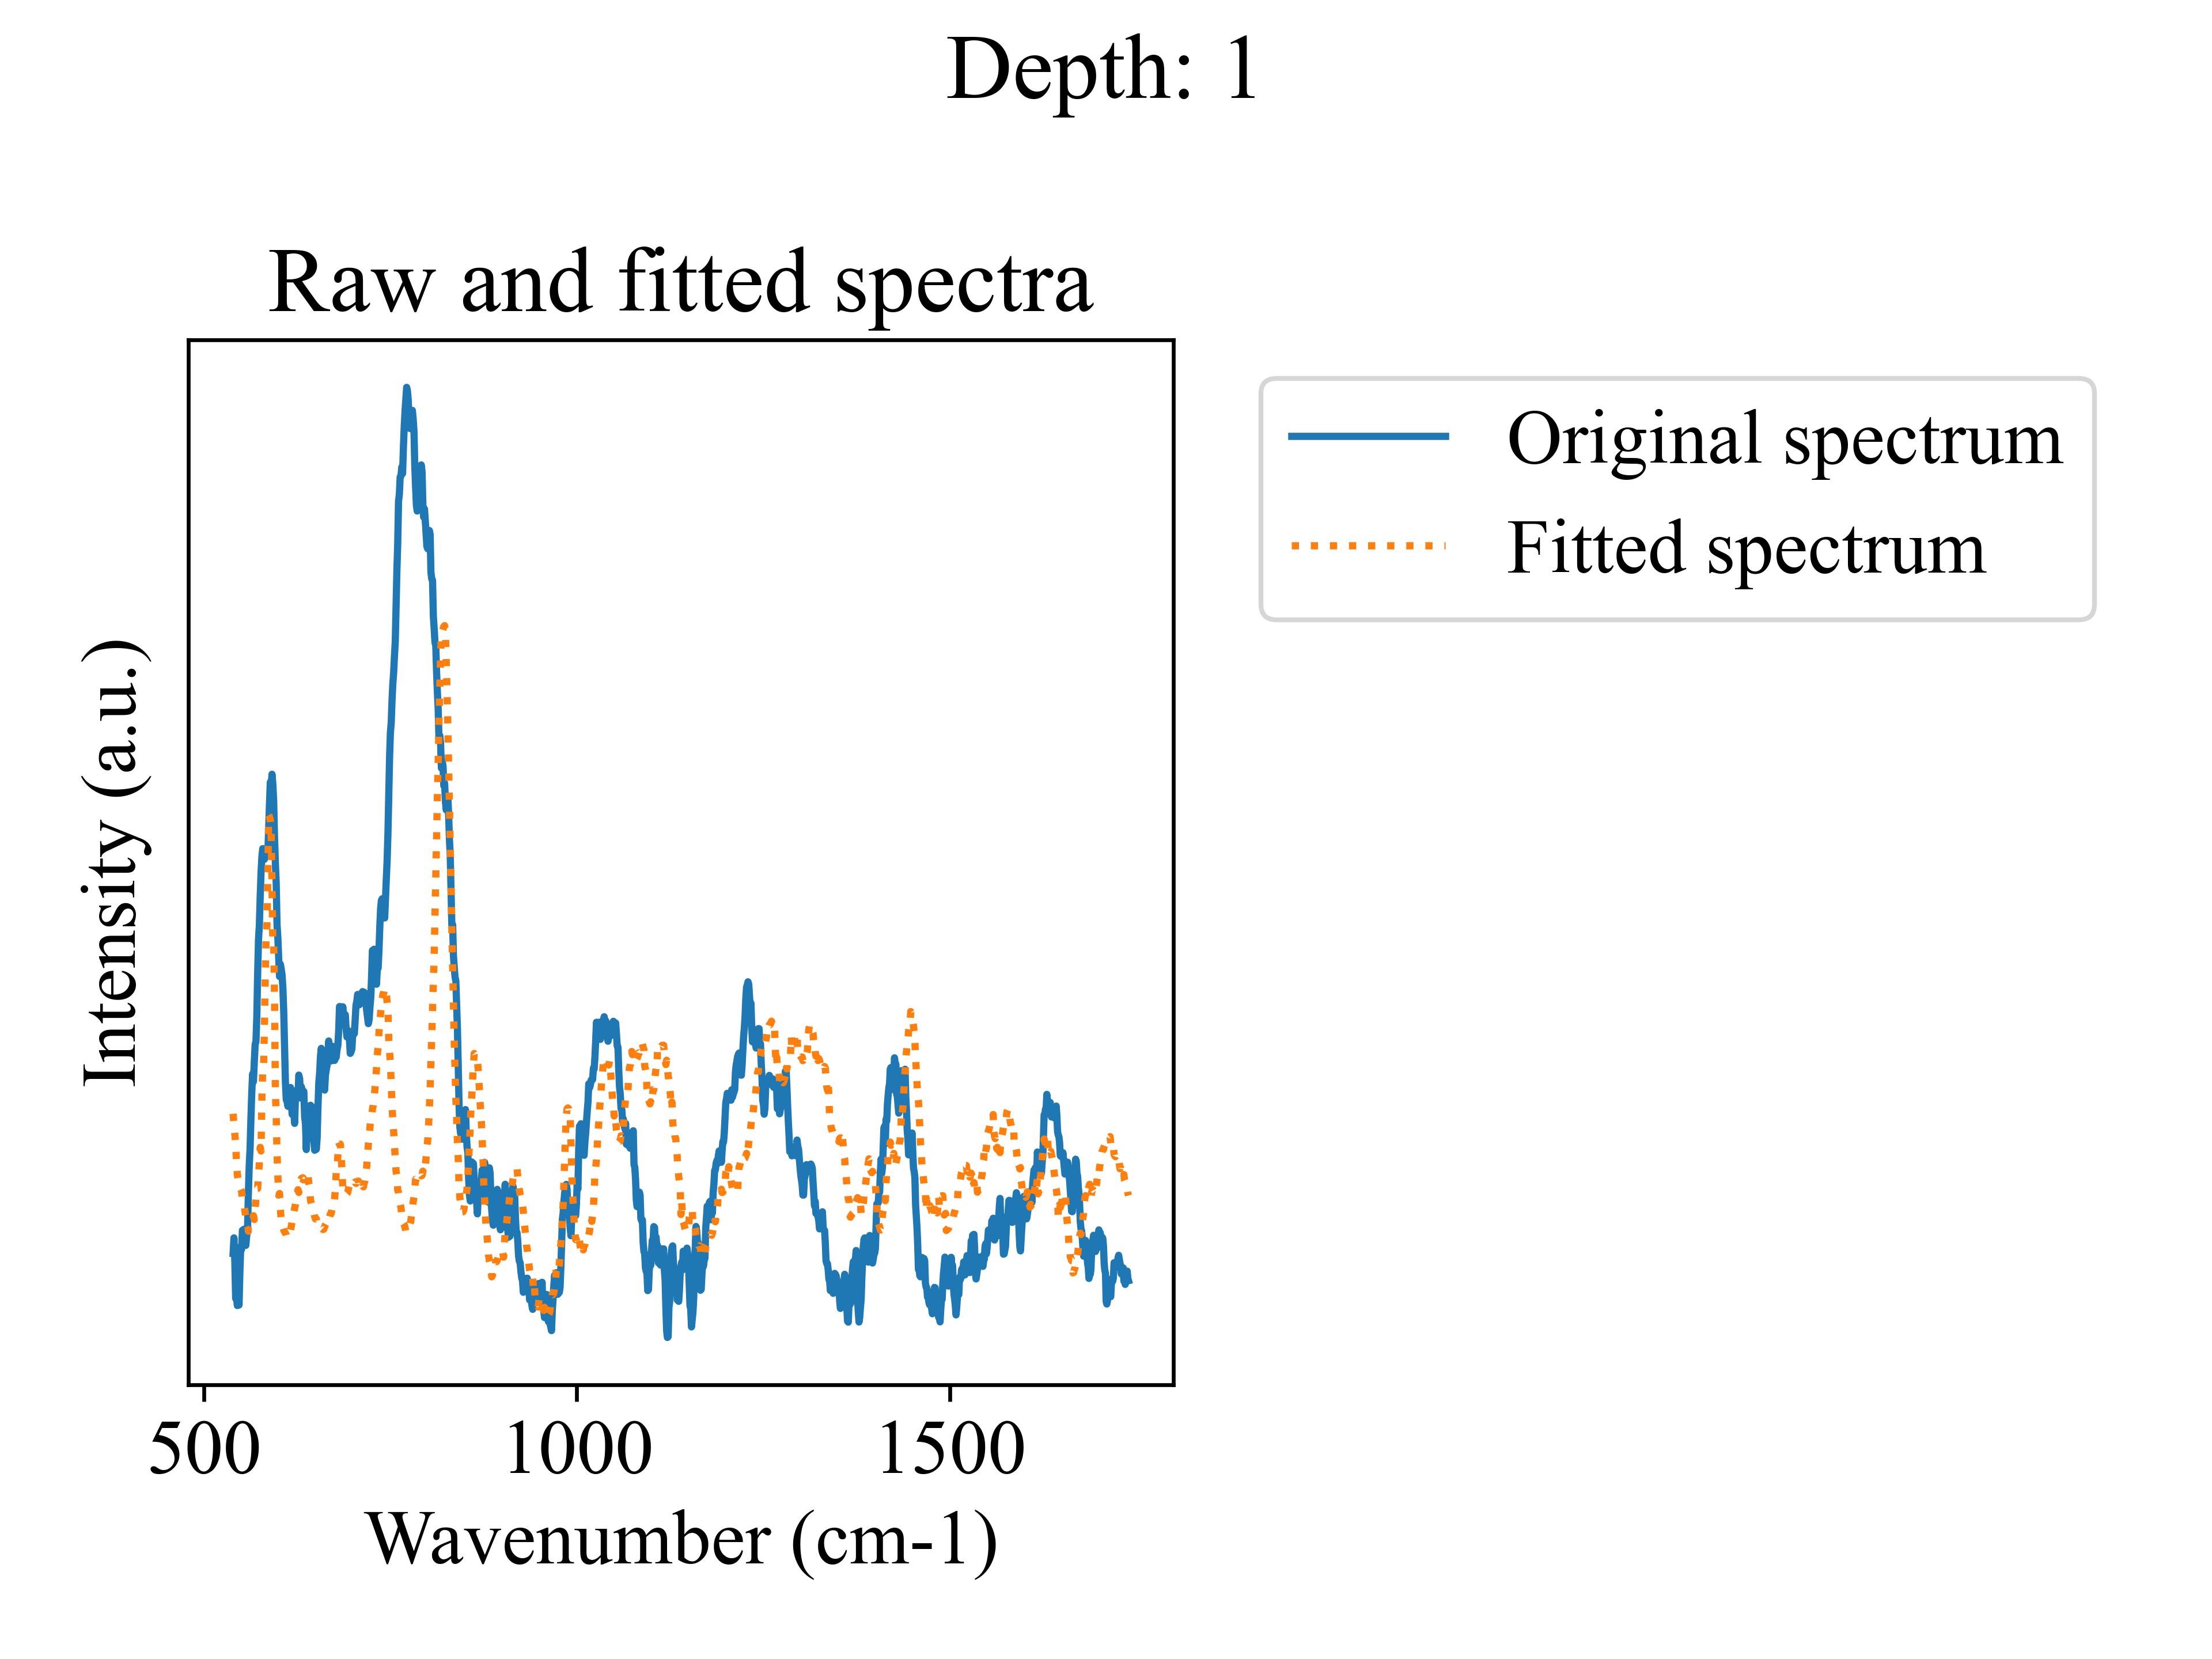 Depth: 1
Raw and fitted spectra
Original spectrum
Fitted spectrum
Intensity (a.u.)
500 1000 1500
Wavenumber (cm-1)